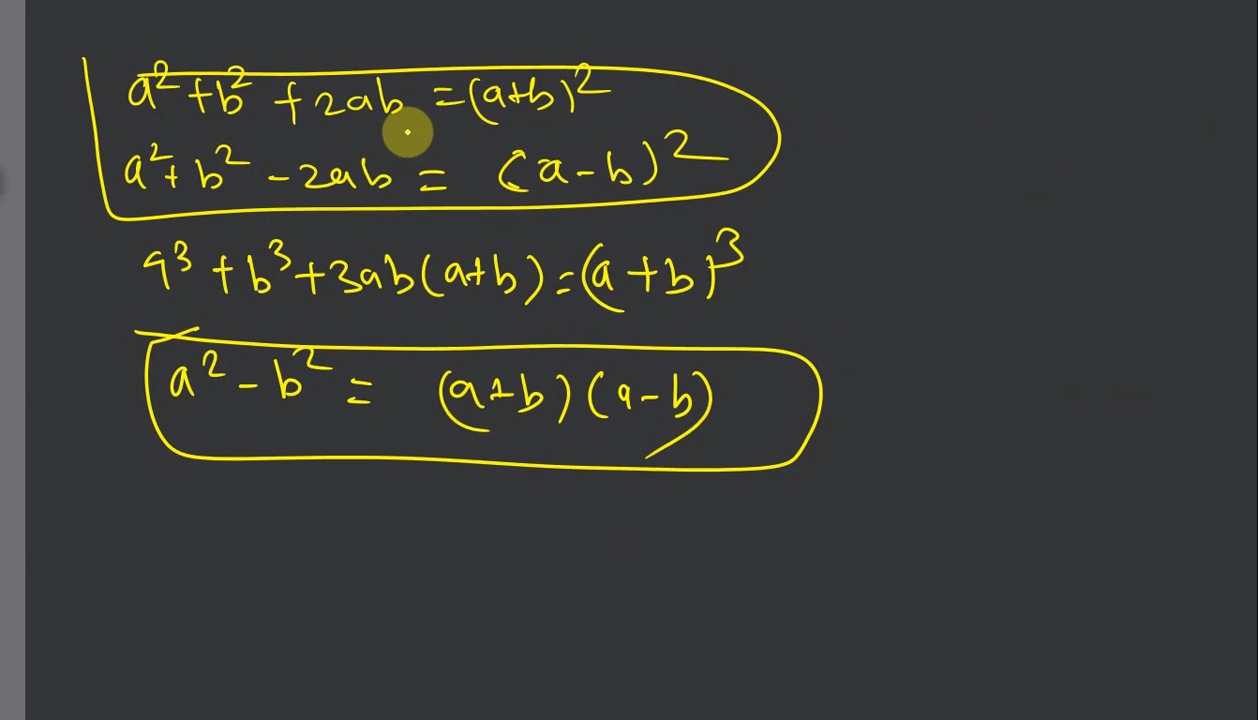 a² + b² + 2ab = (a+b)²
a² + b² - 2ab = (a-b)²
a³ + b³ + 3ab(a+b) = (a+b)³
a² - b² = (a+b)(a-b)